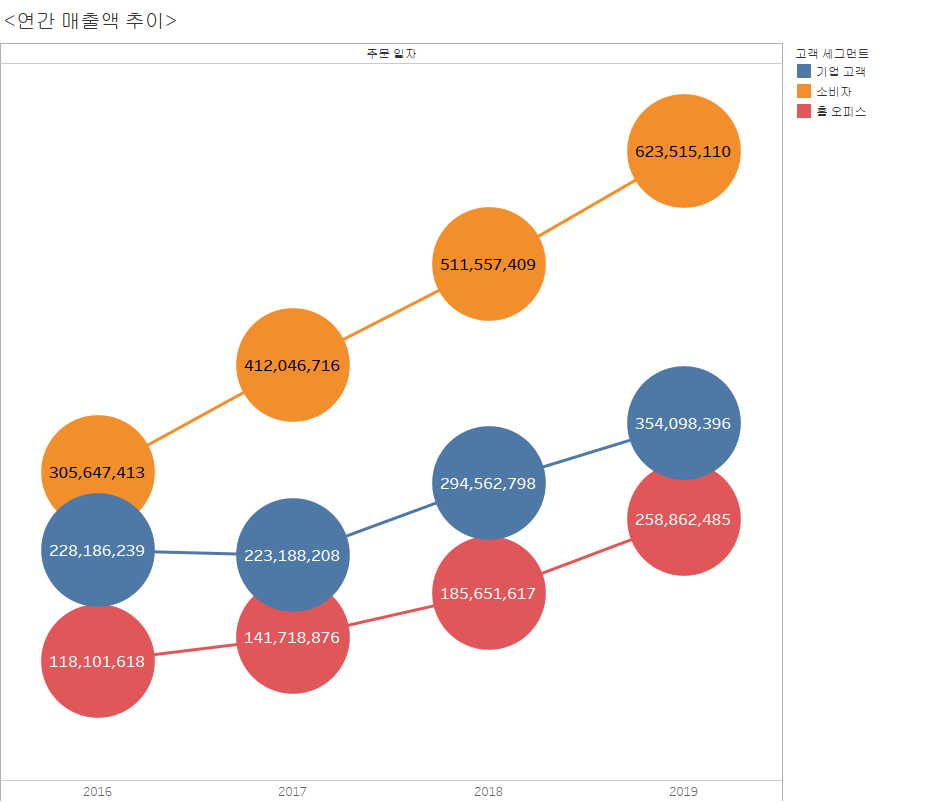 <연간 매출액 추이>
주문 일자
고객 세그먼트
기업 고객
소비자
홈 오피스
623,515,110
511,557,409
412,046,716
354,098,396
305,647,413
294,562,798
258,862,485
228,186,239
223,188,208
185,651,617
141,718,876
118,101,618
2016 2017 2018 2019